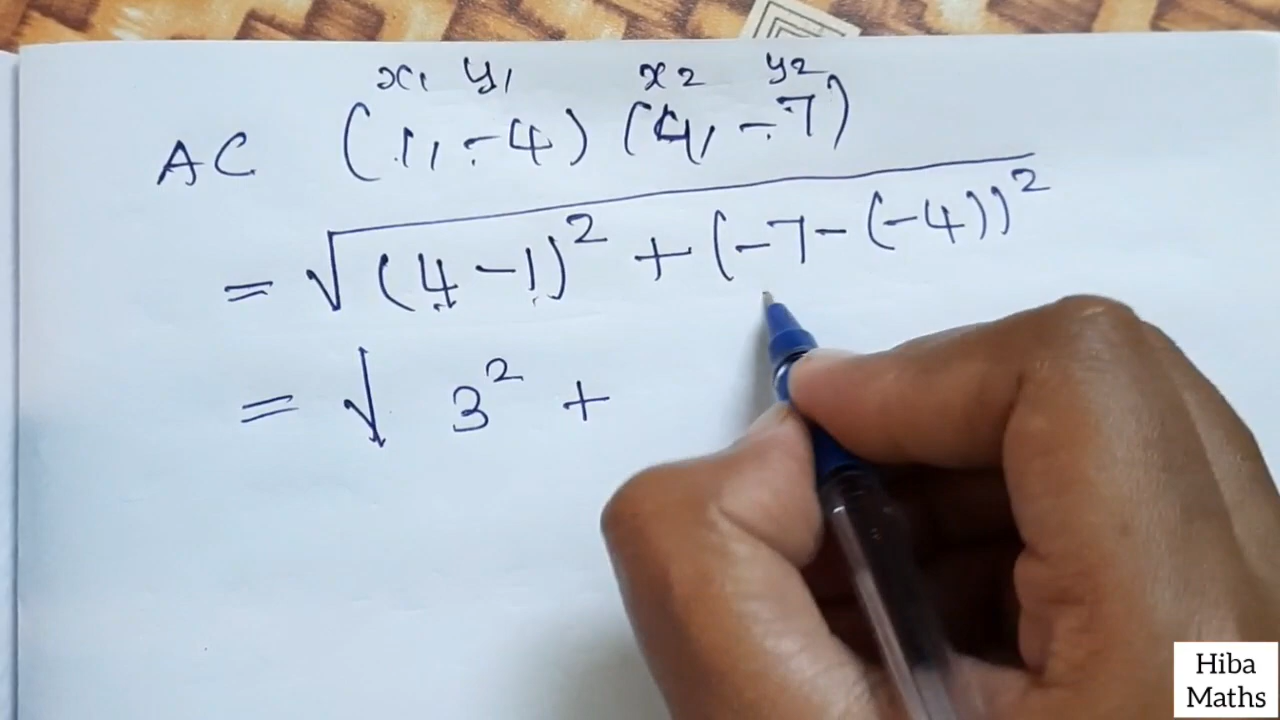 x₁ y₁ x₂ y₂
AC (1, -4) (4, -7)
= √(4-1)² + (-7-(-4))²
= √ 3² +
Hiba
Maths